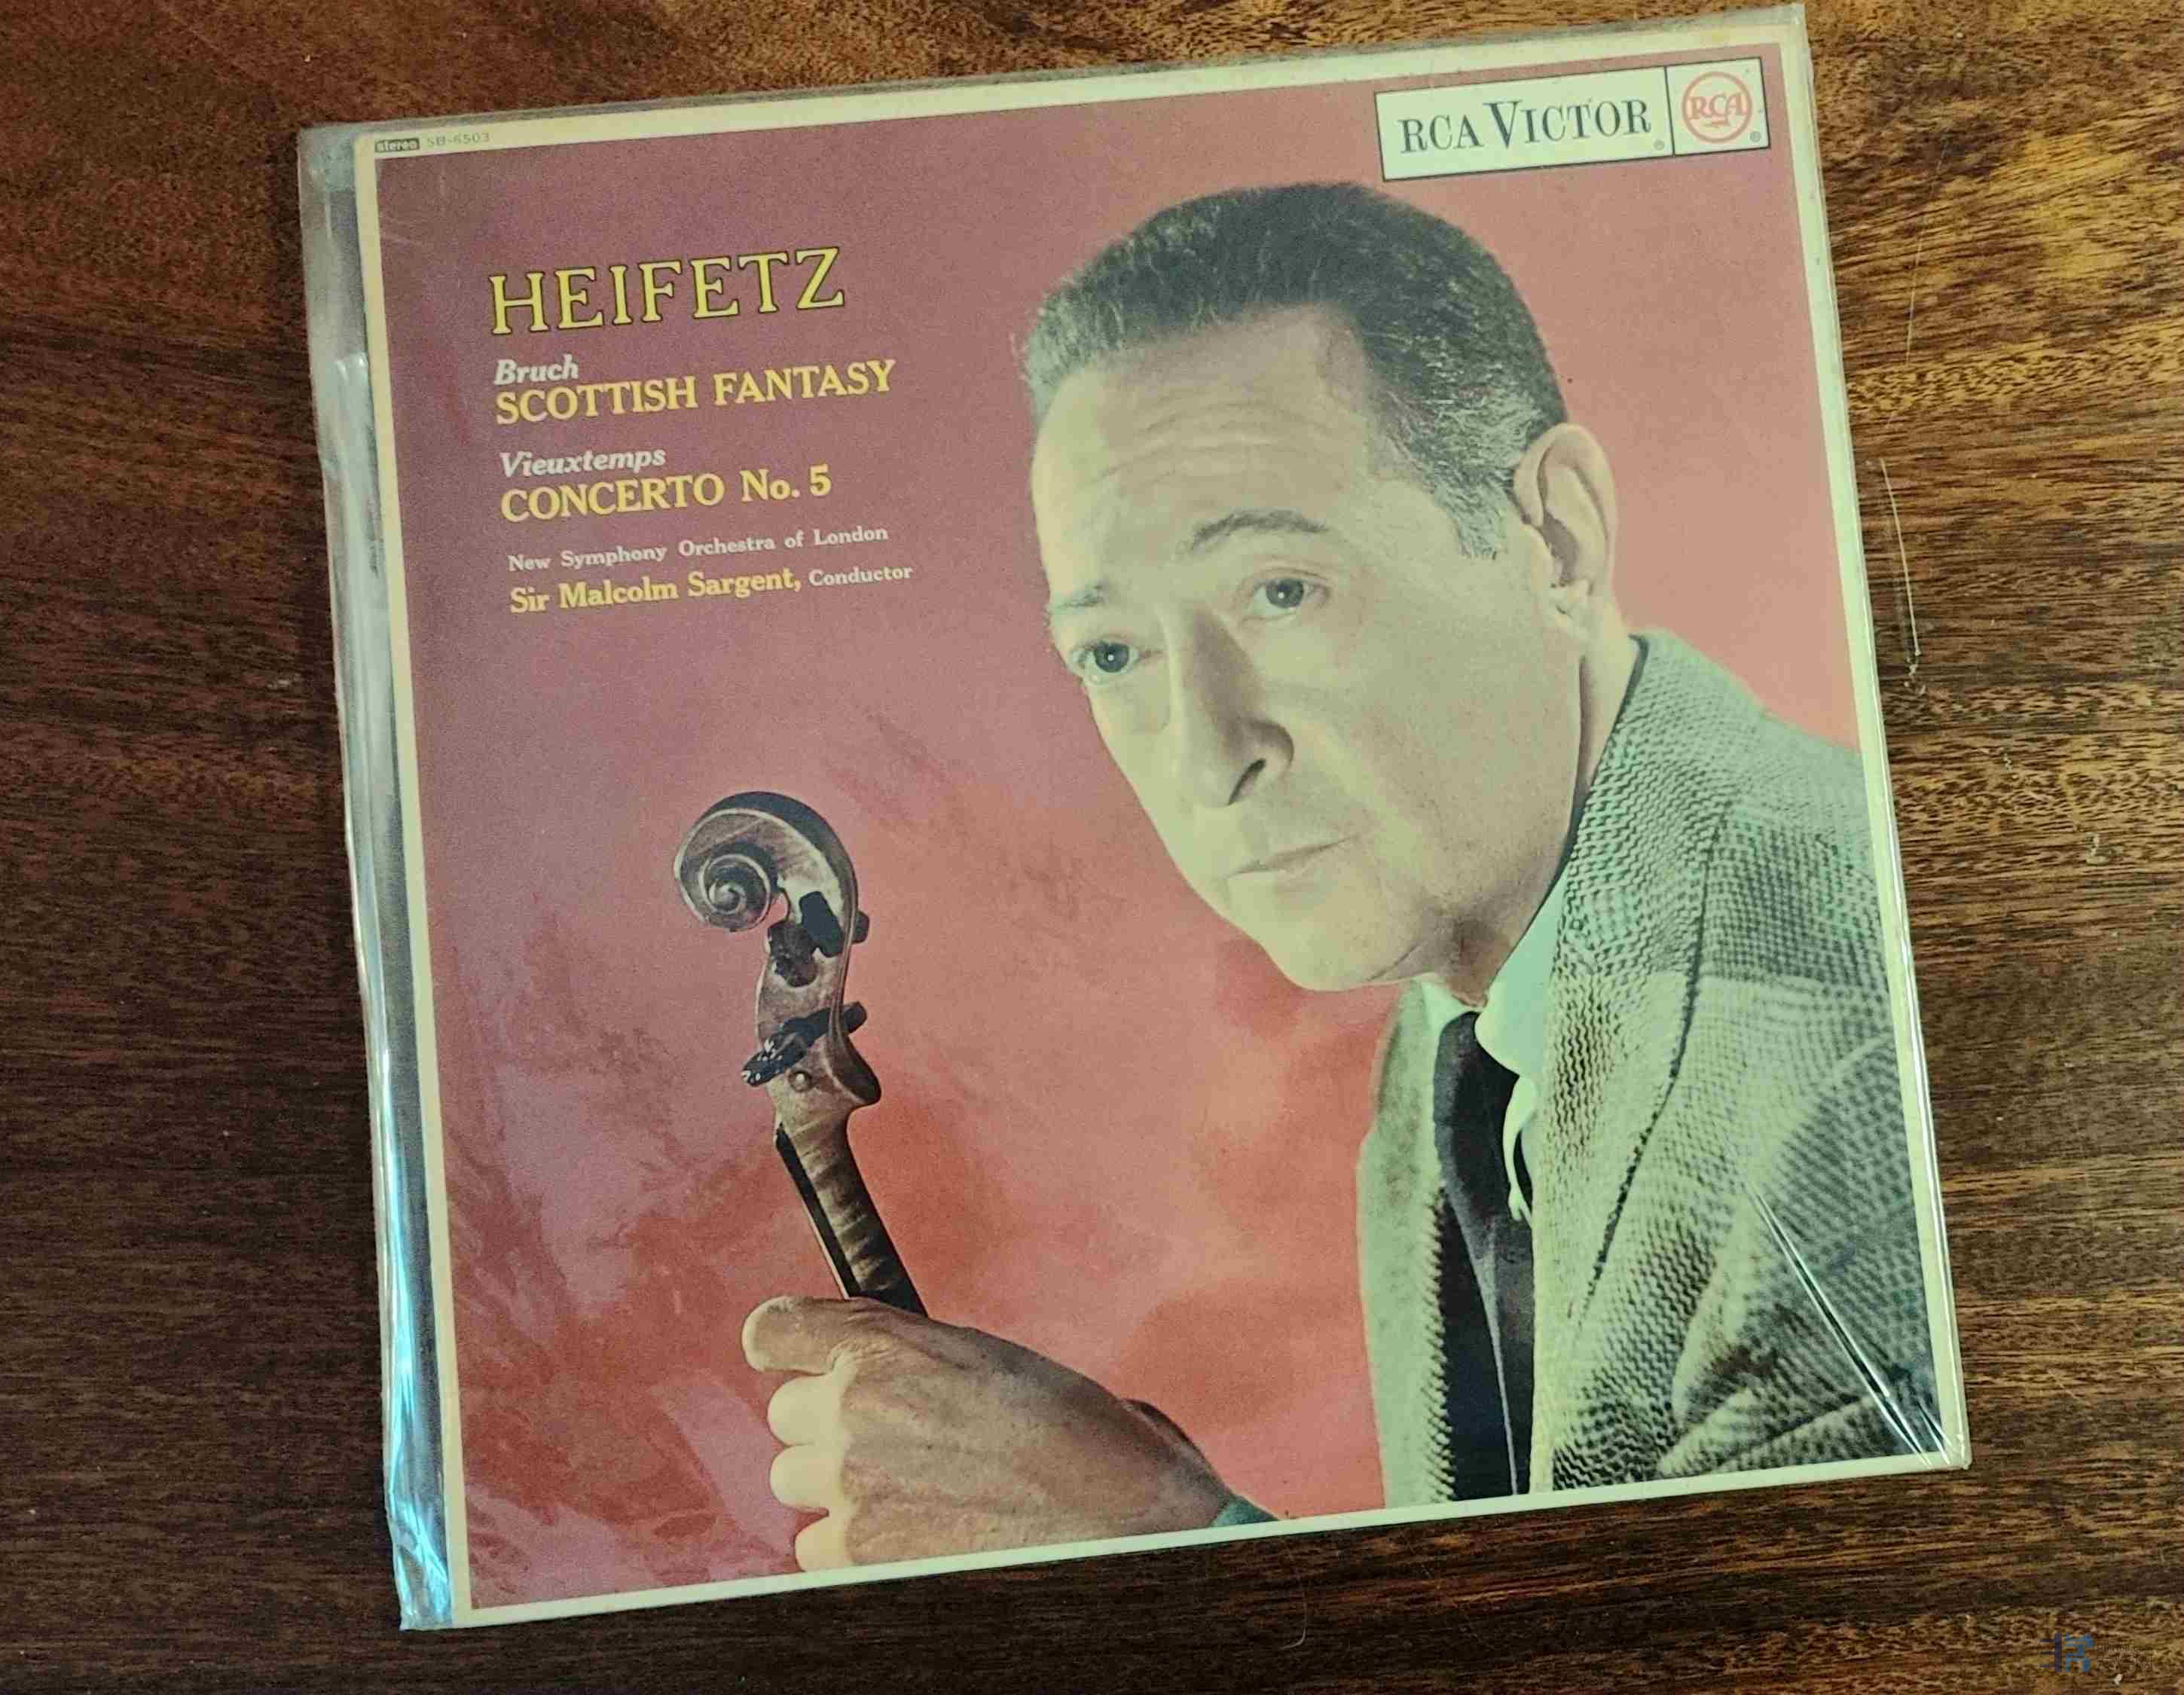 stereo SB-6503
RCA VICTOR
RCA
HEIFETZ
Bruch
SCOTTISH FANTASY
Vieuxtemps
CONCERTO No. 5
New Symphony Orchestra of London
Sir Malcolm Sargent, Conductor